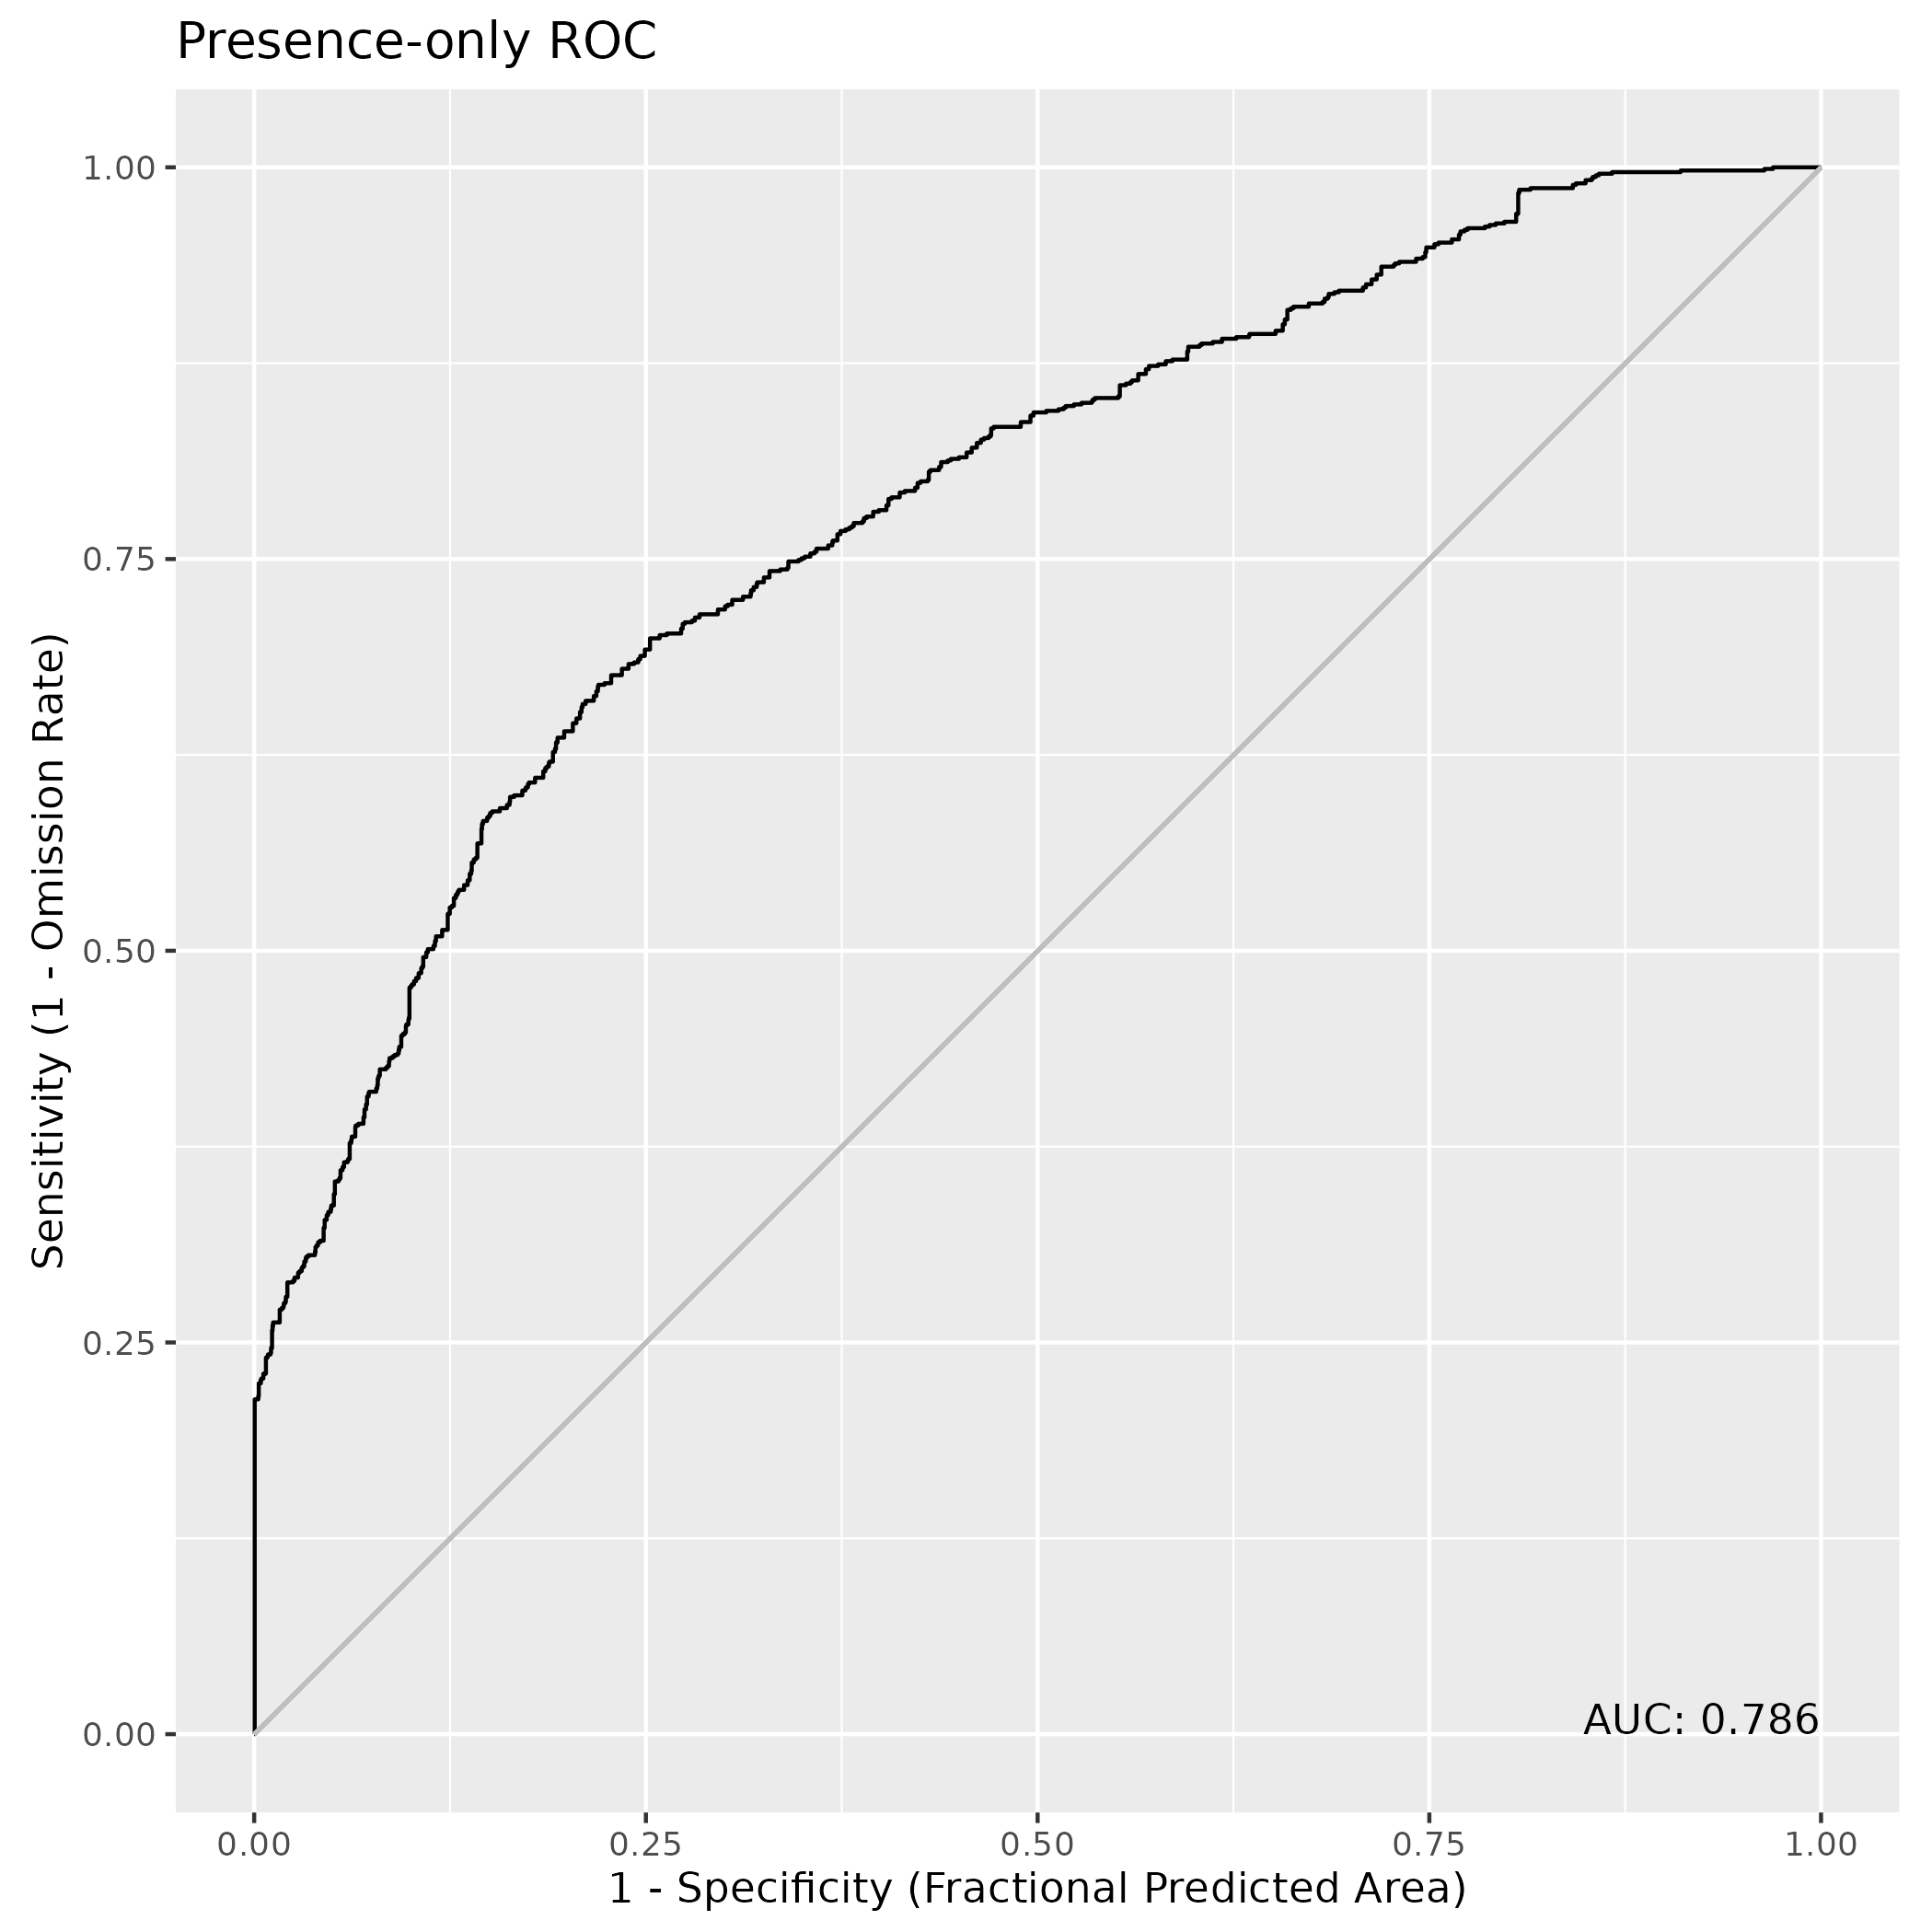 Presence-only ROC
Sensitivity (1 - Omission Rate)
1.00
0.75
0.50
0.25
0.00
AUC: 0.786
0.00
0.25
0.50
0.75
1.00
1 - Specificity (Fractional Predicted Area)